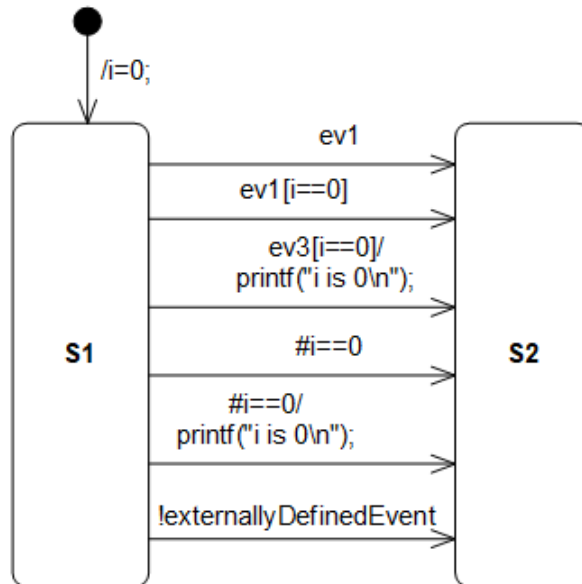 /i=0;
ev1
ev1[i==0]
ev3[i==0]/
printf("i is 0\n");
S1
#i==0
S2
#i==0/
printf("i is 0\n");
!externallyDefinedEvent